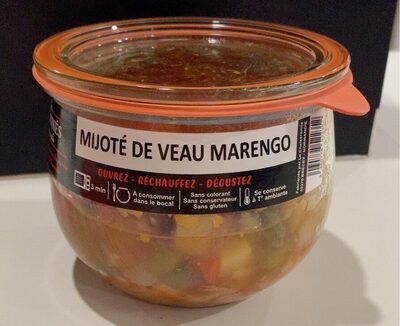 MIJOTÉ DE VEAU MARENGO
OUVREZ - RÉCHAUFFEZ - DÉGUSTEZ
3 min
A consommer
dans le bocal
Sans colorant
Sans conservateur
Sans gluten
Se conserve
à T° ambiante